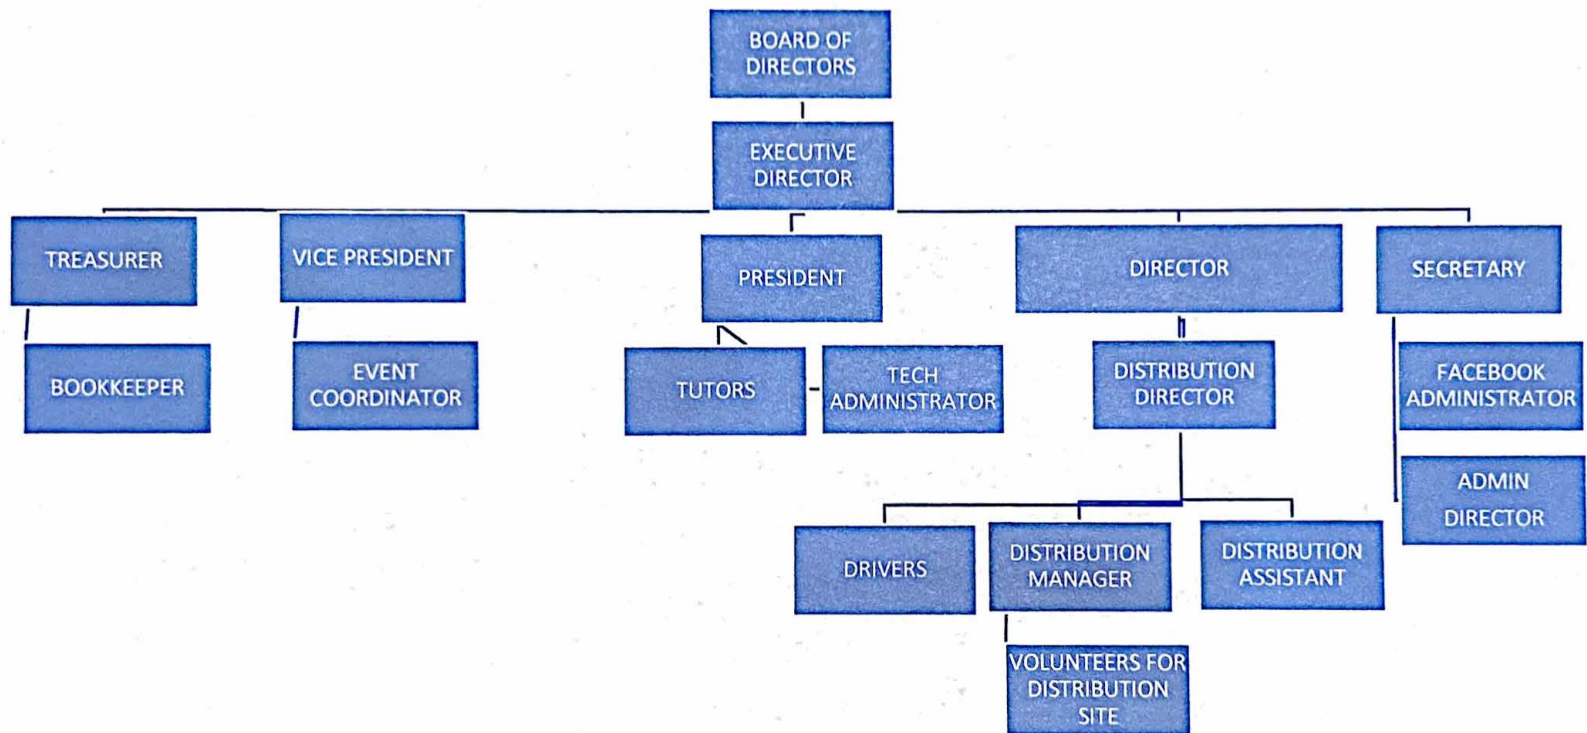 BOARD OF
DIRECTORS
EXECUTIVE
DIRECTOR
TREASURER
VICE PRESIDENT
PRESIDENT
DIRECTOR
SECRETARY
BOOKKEEPER
EVENT
COORDINATOR
TUTORS
TECH
ADMINISTRATOR
DISTRIBUTION
DIRECTOR
FACEBOOK
ADMINISTRATOR
ADMIN
DIRECTOR
DRIVERS
DISTRIBUTION
MANAGER
DISTRIBUTION
ASSISTANT
VOLUNTEERS FOR
DISTRIBUTION
SITE